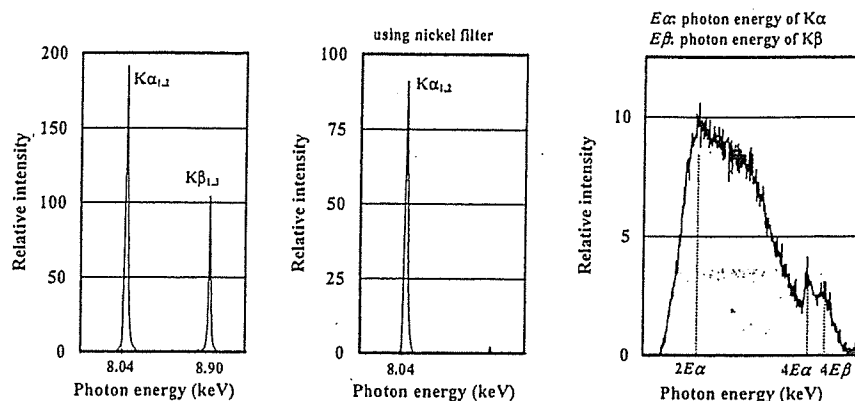 200
150
100
50
0
Relative intensity
Kα1,2
Kβ1,3
8.04
8.90
Photon energy (keV)
using nickel filter
100
75
50
25
0
Relative intensity
Kα1,2
8.04
Photon energy (keV)
Eα: photon energy of Kα
Eβ: photon energy of Kβ
10
5
0
Relative intensity
2Eα
4Eα
4Eβ
Photon energy (keV)